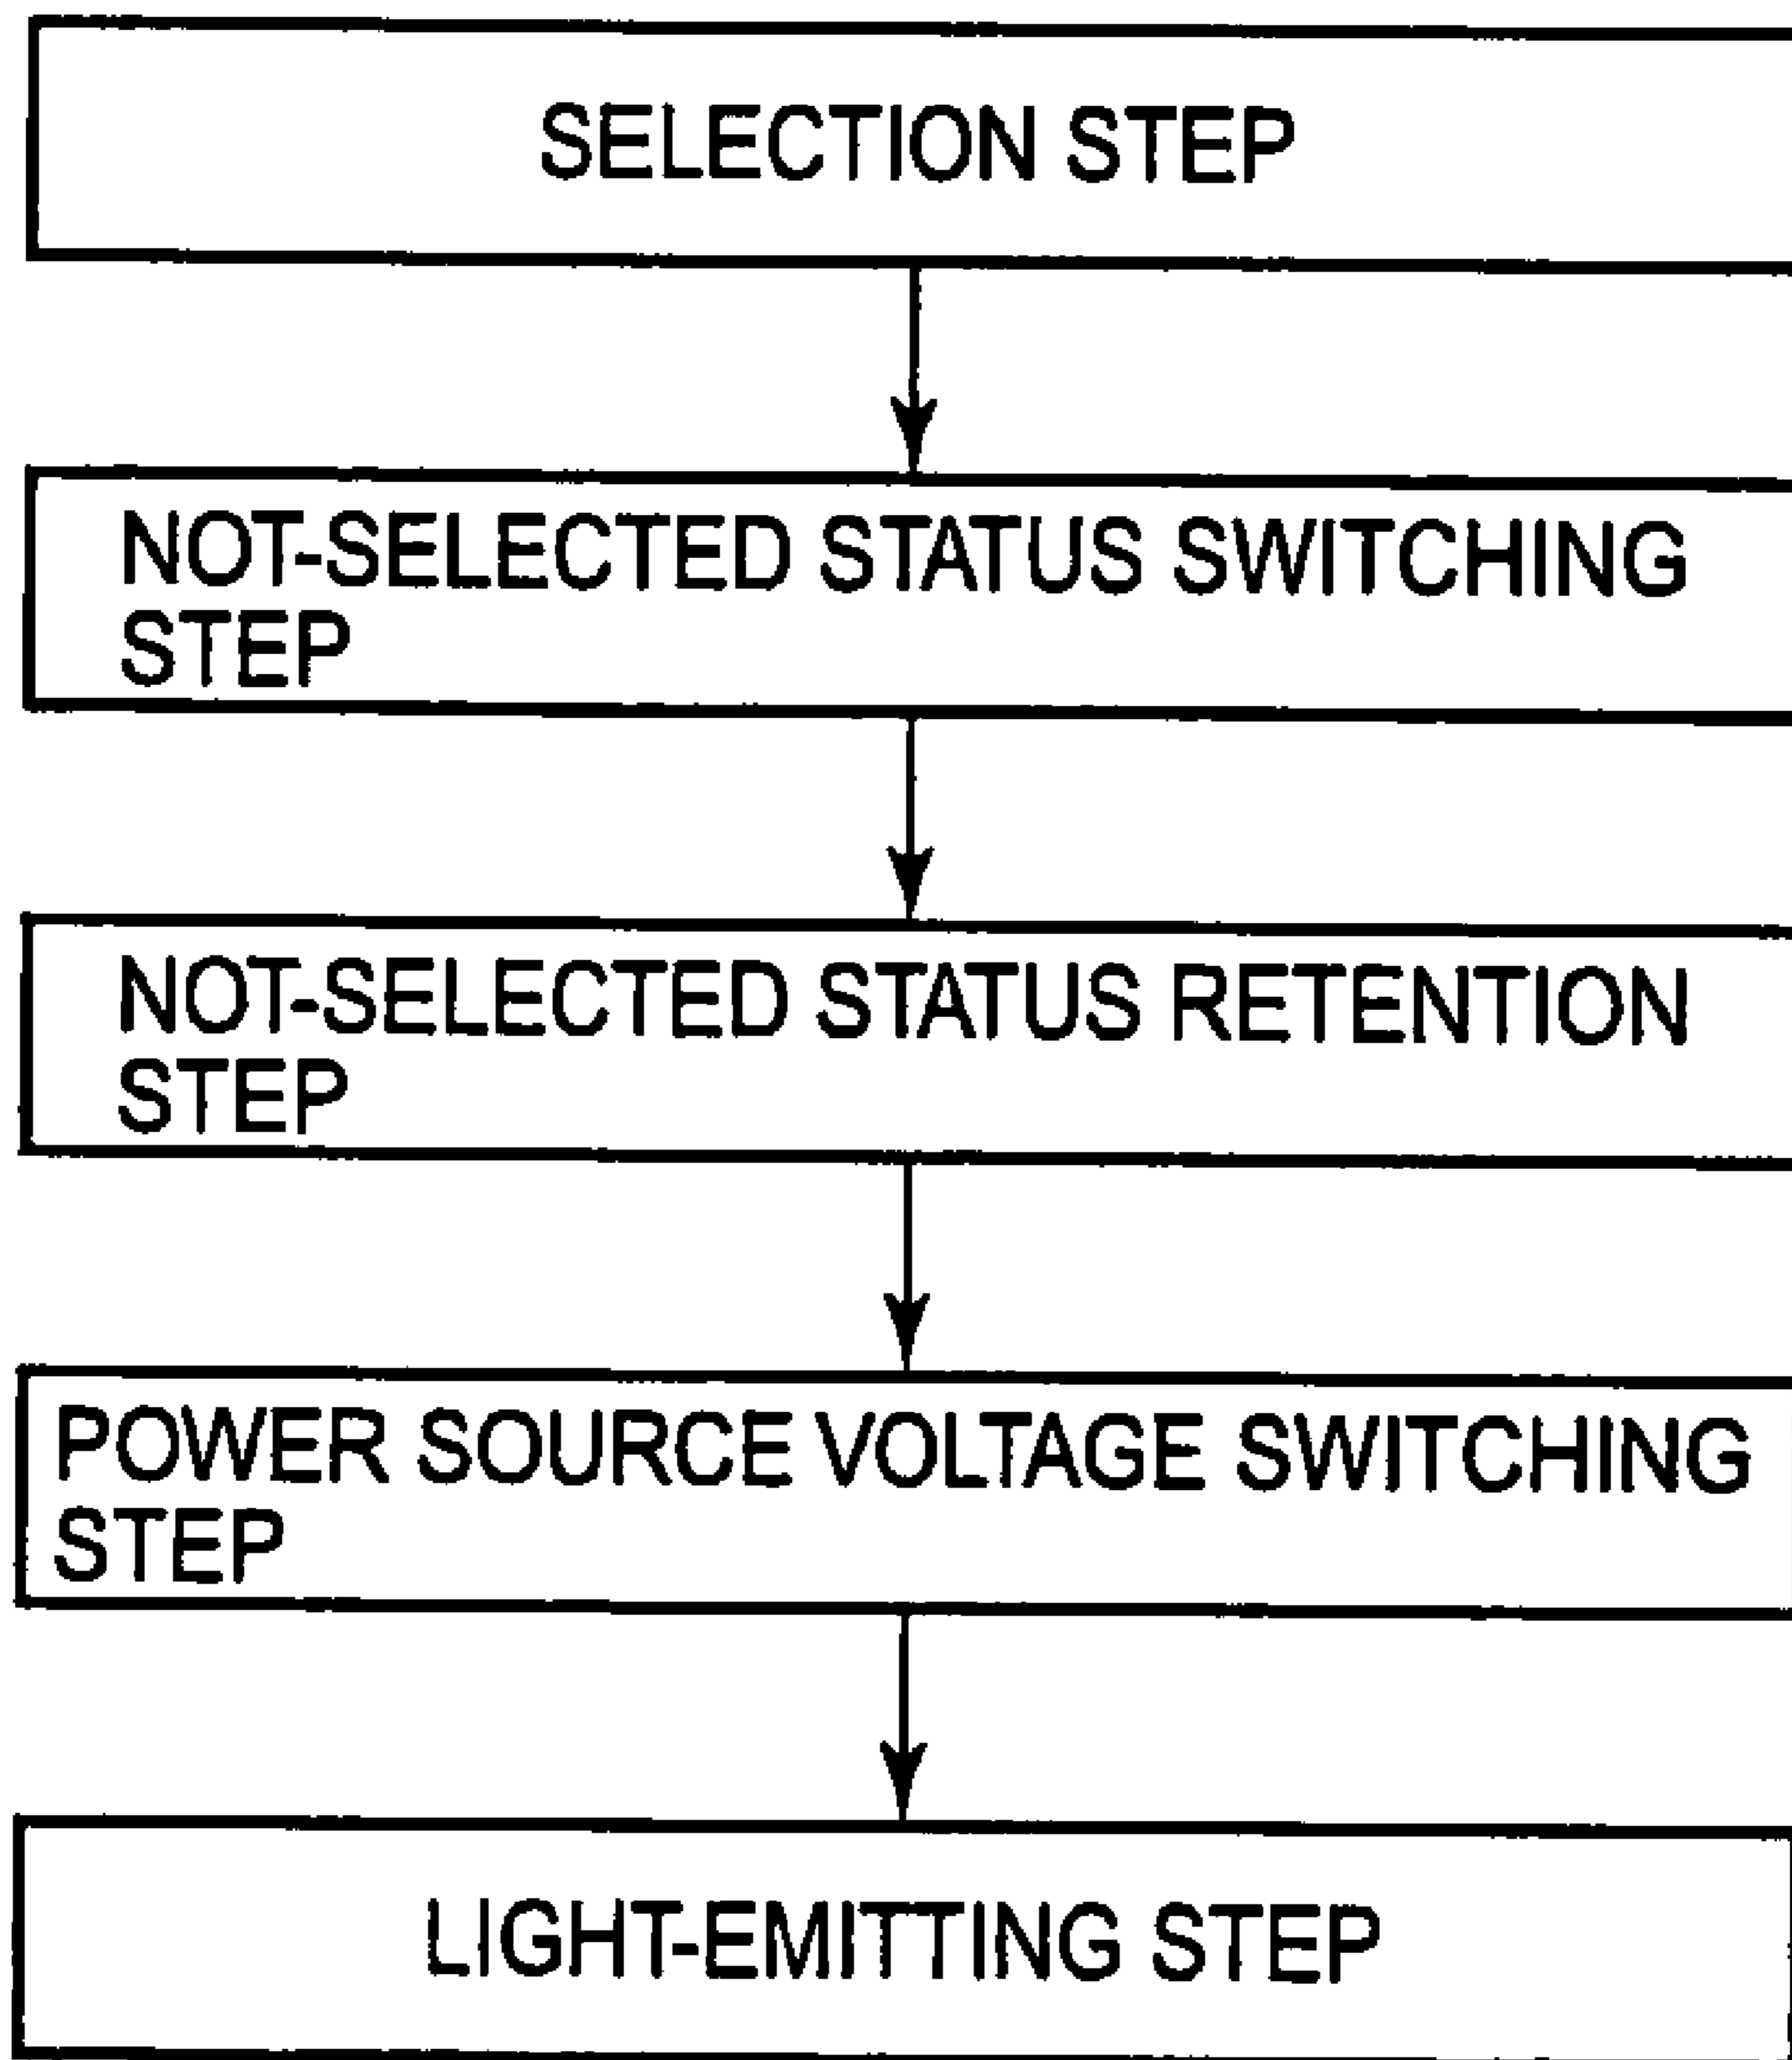 SELECTION STEP
NOT-SELECTED STATUS SWITCHING
STEP
NOT-SELECTED STATUS RETENTION
STEP
POWER SOURCE VOLTAGE SWITCHING
STEP
LIGHT-EMITTING STEP